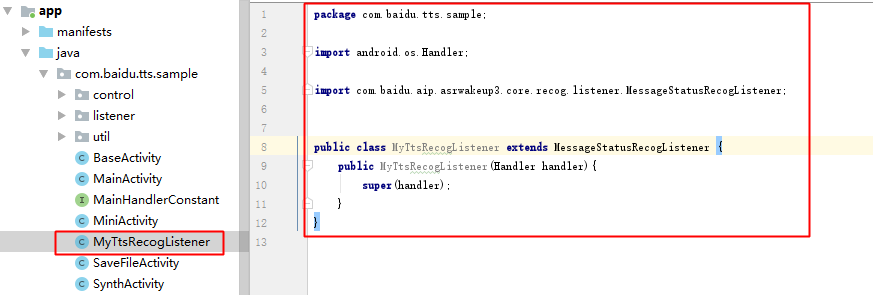 app
manifests
java
com.baidu.tts.sample
control
listener
util
BaseActivity
MainActivity
MainHandlerConstant
MiniActivity
MyTtsRecogListener
SaveFileActivity
SynthActivity
1 package com.baidu.tts.sample;
2
3 import android.os.Handler;
4
5 import com.baidu.aip.asrwakeup3.core.recog.listener.MessageStatusRecogListener;
6
7
8 public class MyTtsRecogListener extends MessageStatusRecogListener {
9 public MyTtsRecogListener(Handler handler){
10 super(handler);
11 }
12 }
13